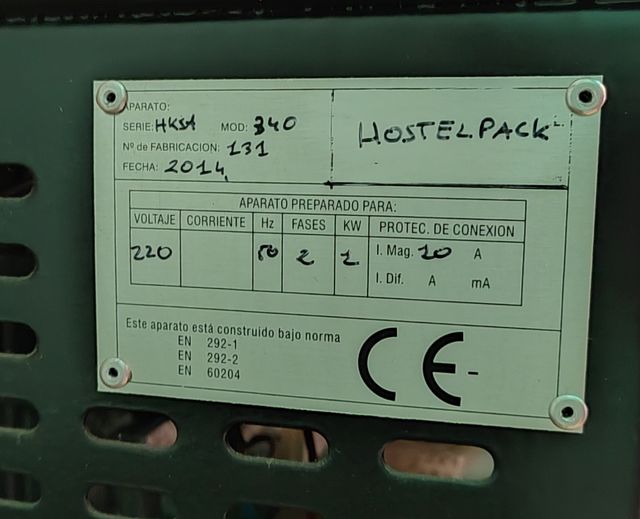 APARATO:
SERIE: HKSA MOD: 340
Nº de FABRICACION: 131
FECHA: 2014
HOSTELPACK
APARATO PREPARADO PARA:
VOLTAJE CORRIENTE Hz FASES KW PROTEC. DE CONEXION
220 50 2 1 I. Mag. 10 A
I. Dif. A mA
Este aparato está construido bajo norma
EN 292-1
EN 292-2
EN 60204
CE